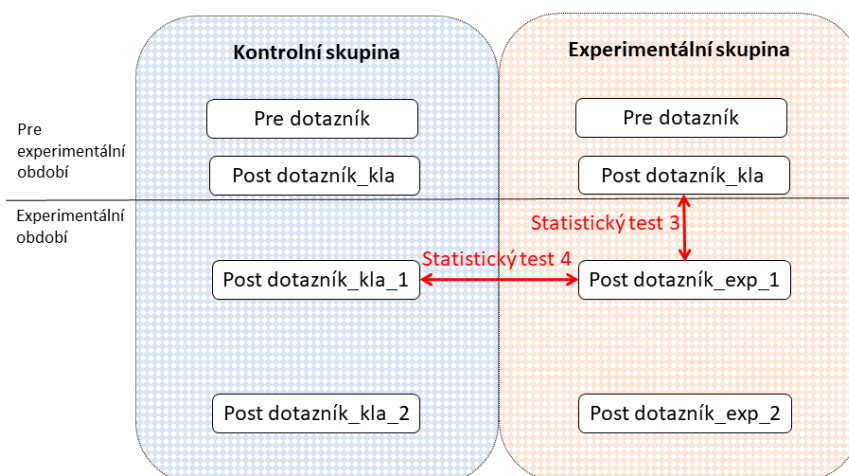 Kontrolní skupina
Experimentální skupina
Pre dotazník
Pre dotazník
Pre
experimentální
období
Post dotazník_kla
Post dotazník_kla
Experimentální
období
Statistický test 3
Statistický test 4
Post dotazník_kla_1
Post dotazník_exp_1
Post dotazník_kla_2
Post dotazník_exp_2